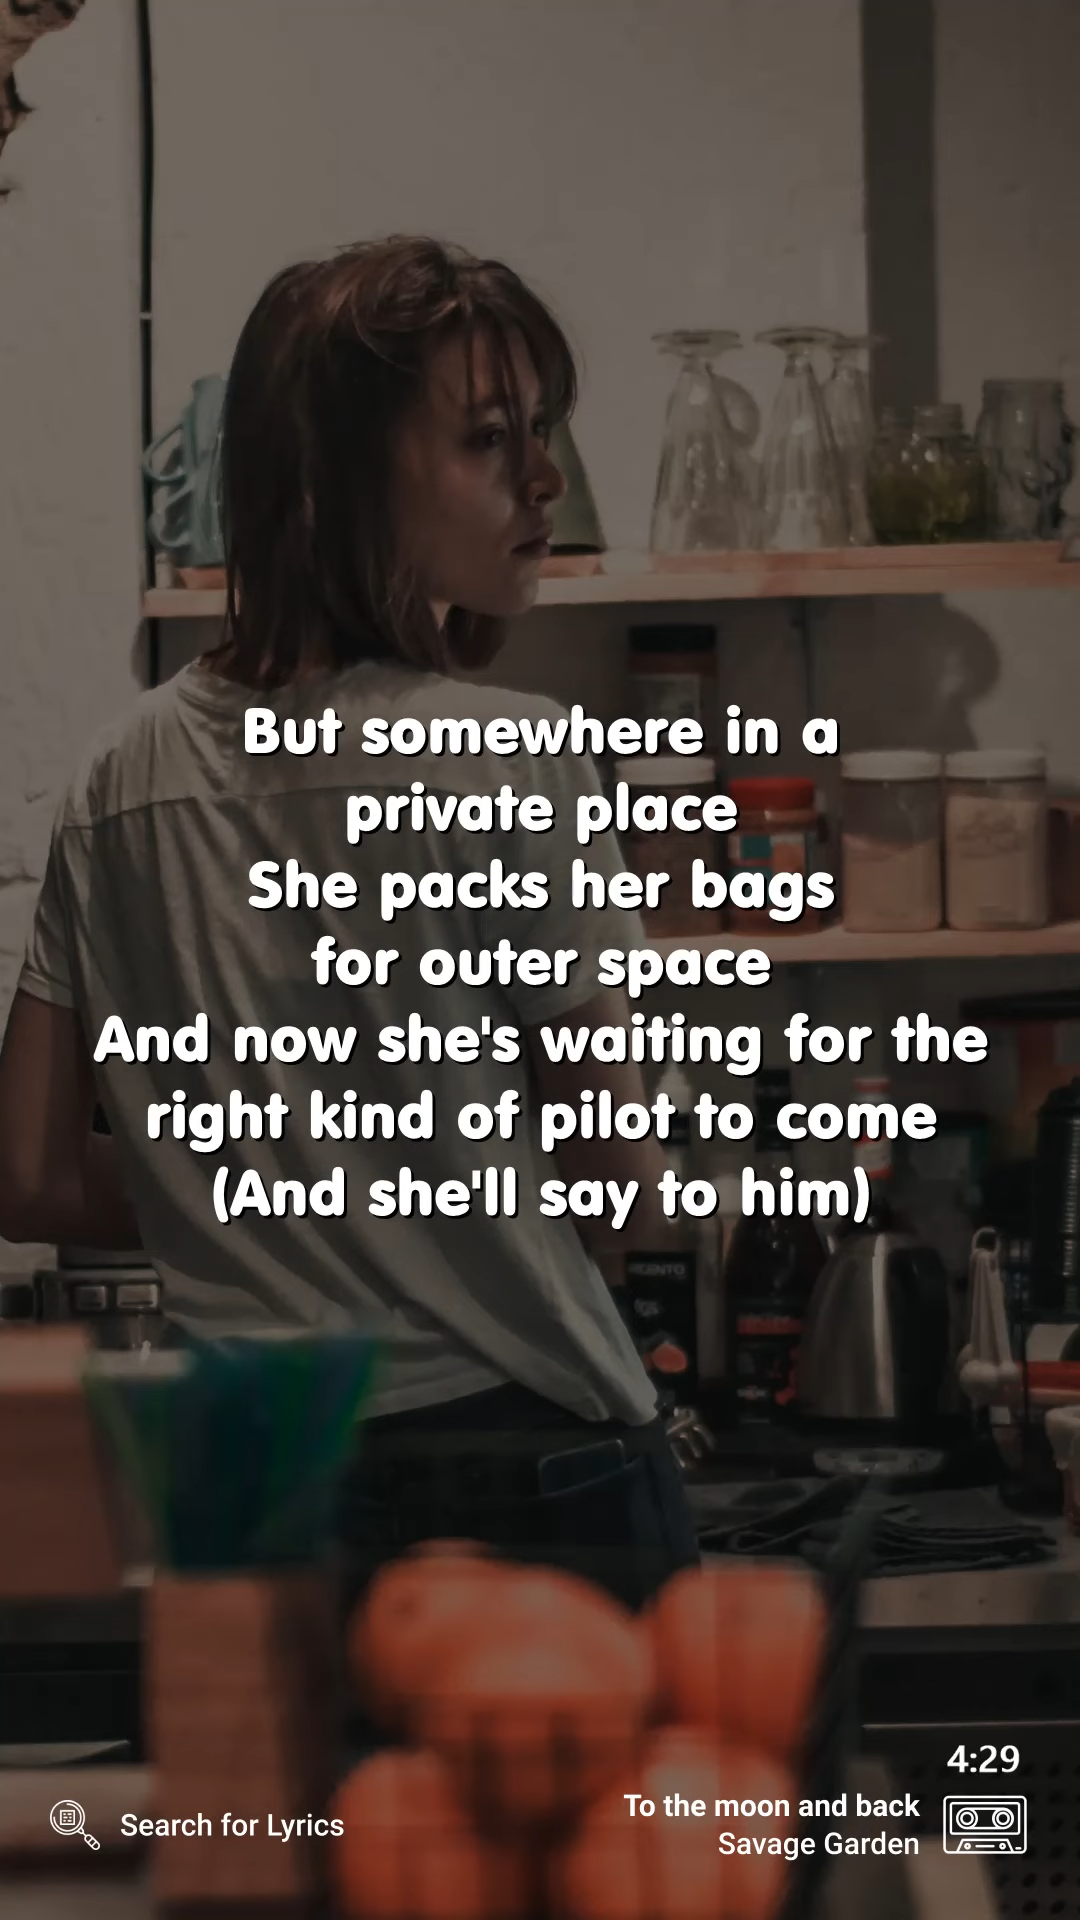 But somewhere in a
private place
She packs her bags
for outer space
And now she's waiting for the
right kind of pilot to come
(And she'll say to him)
4:29
Search for Lyrics
To the moon and back
Savage Garden